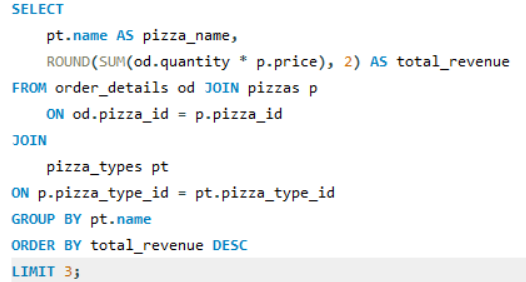 SELECT
    pt.name AS pizza_name,
    ROUND(SUM(od.quantity * p.price), 2) AS total_revenue
FROM order_details od JOIN pizzas p
    ON od.pizza_id = p.pizza_id
JOIN
    pizza_types pt
ON p.pizza_type_id = pt.pizza_type_id
GROUP BY pt.name
ORDER BY total_revenue DESC
LIMIT 3;